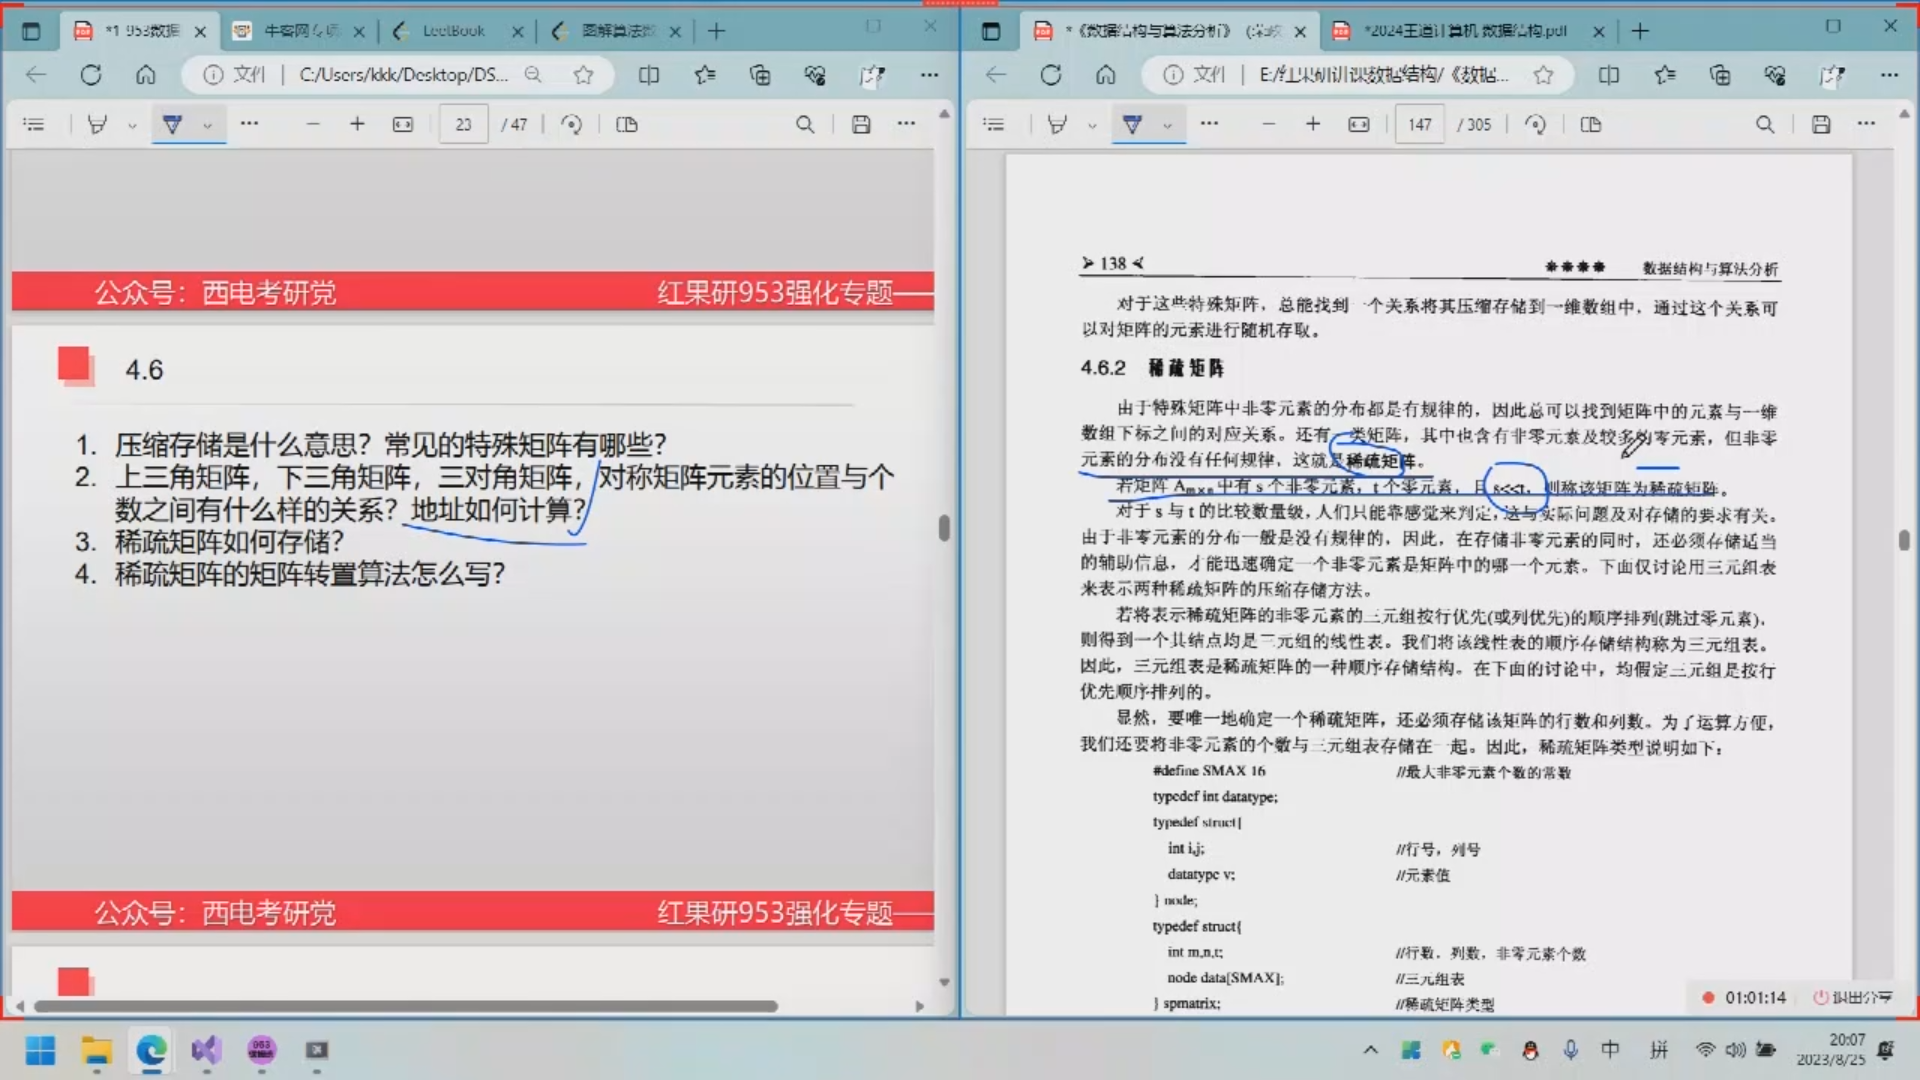 *1 953数据
牛客网专项
LeetBook
图解算法数
*《数据结构与算法分析》
*2024王道计算机 数据结构.pdf
文件
C:/Users/kkk/Desktop/DS...
文件
E:/红果研讲课数据结构/《数据...
23 / 47
147 / 305
公众号：西电考研党
红果研953强化专题—
4.6
1. 压缩存储是什么意思？常见的特殊矩阵有哪些？
2. 上三角矩阵，下三角矩阵，三对角矩阵，对称矩阵元素的位置与个
数之间有什么样的关系？地址如何计算？
3. 稀疏矩阵如何存储？
4. 稀疏矩阵的矩阵转置算法怎么写？
公众号：西电考研党
红果研953强化专题—
138
数据结构与算法分析
对于这些特殊矩阵，总能找到一个关系将其压缩存储到一维数组中，通过这个关系可
以对矩阵的元素进行随机存取。
4.6.2 稀疏矩阵
由于特殊矩阵中非零元素的分布都是有规律的，因此总可以找到矩阵中的元素与一维
数组下标之间的对应关系。还有一类矩阵，其中也含有非零元素及较多的零元素，但非零
元素的分布没有任何规律，这就是稀疏矩阵。
若矩阵 Am×n 中有 s 个非零元素，t 个零元素，且 s<<t，则称该矩阵为稀疏矩阵。
对于 s 与 t 的比较数量级，人们只能靠感觉来判定，这与实际问题及对存储的要求有关。
由于非零元素的分布一般是没有规律的，因此，在存储非零元素的同时，还必须存储适当
的辅助信息，才能迅速确定一个非零元素是矩阵中的哪一个元素。下面仅讨论用三元组表
来表示两种稀疏矩阵的压缩存储方法。
若将表示稀疏矩阵的非零元素的三元组按行优先(或列优先)的顺序排列(跳过零元素)，
则得到一个其结点均是三元组的线性表。我们将该线性表的顺序存储结构称为三元组表。
因此，三元组表是稀疏矩阵的一种顺序存储结构。在下面的讨论中，均假定三元组是按行
优先顺序排列的。
显然，要唯一地确定一个稀疏矩阵，还必须存储该矩阵的行数和列数。为了运算方便，
我们还要将非零元素的个数与三元组表存储在一起。因此，稀疏矩阵类型说明如下：
#define SMAX 16 //最大非零元素个数的常数
typedef int datatype;
typedef struct{
int i,j; //行号，列号
datatype v; //元素值
} node;
typedef struct{
int m,n,t; //行数，列数，非零元素个数
node data[SMAX]; //三元组表
} spmatrix; //稀疏矩阵类型
01:01:14 退出分享
953
中
拼
20:07
2023/8/25